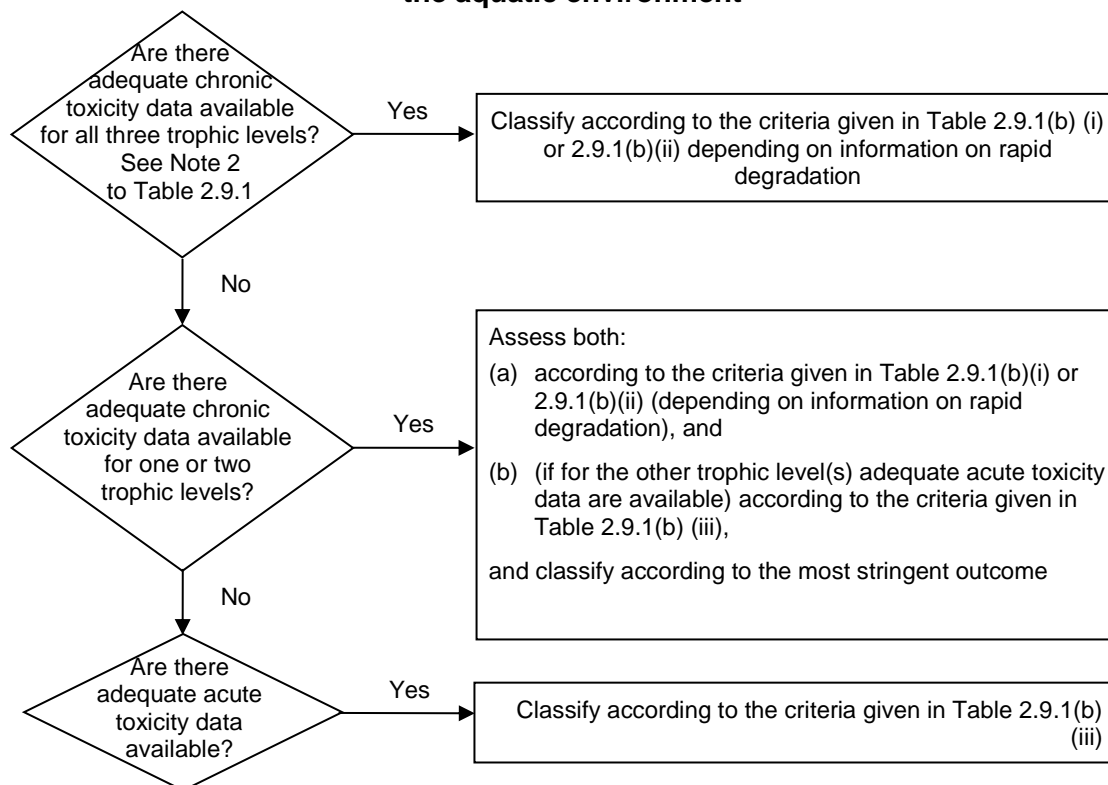 the aquatic environment
Are there
adequate chronic
toxicity data available
for all three trophic levels?
See Note 2
to Table 2.9.1
Yes
Classify according to the criteria given in Table 2.9.1(b) (i)
or 2.9.1(b)(ii) depending on information on rapid
degradation
No
Are there
adequate chronic
toxicity data available
for one or two
trophic levels?
Yes
Assess both:
(a) according to the criteria given in Table 2.9.1(b)(i) or
2.9.1(b)(ii) (depending on information on rapid
degradation), and
(b) (if for the other trophic level(s) adequate acute toxicity
data are available) according to the criteria given in
Table 2.9.1(b) (iii),
and classify according to the most stringent outcome
No
Are there
adequate acute
toxicity data
available?
Yes
Classify according to the criteria given in Table 2.9.1(b)
(iii)